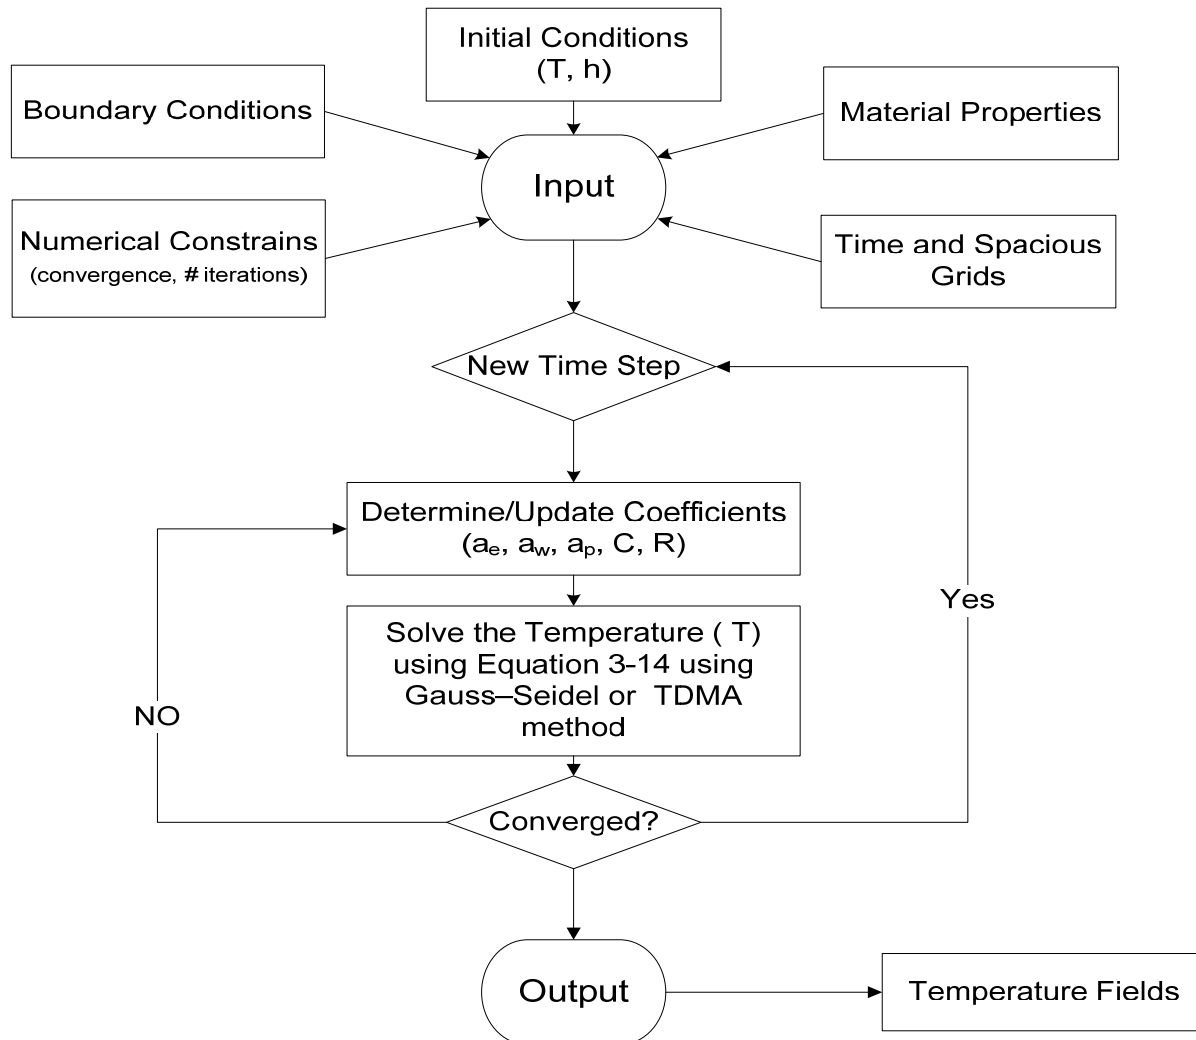 Initial Conditions
(T, h)
Boundary Conditions
Material Properties
Input
Numerical Constrains
(convergence, # iterations)
Time and Spacious
Grids
New Time Step
Determine/Update Coefficients
(aₑ, a_w, aₚ, C, R)
Yes
Solve the Temperature ( T)
using Equation 3-14 using
Gauss–Seidel or TDMA
method
NO
Converged?
Output
Temperature Fields